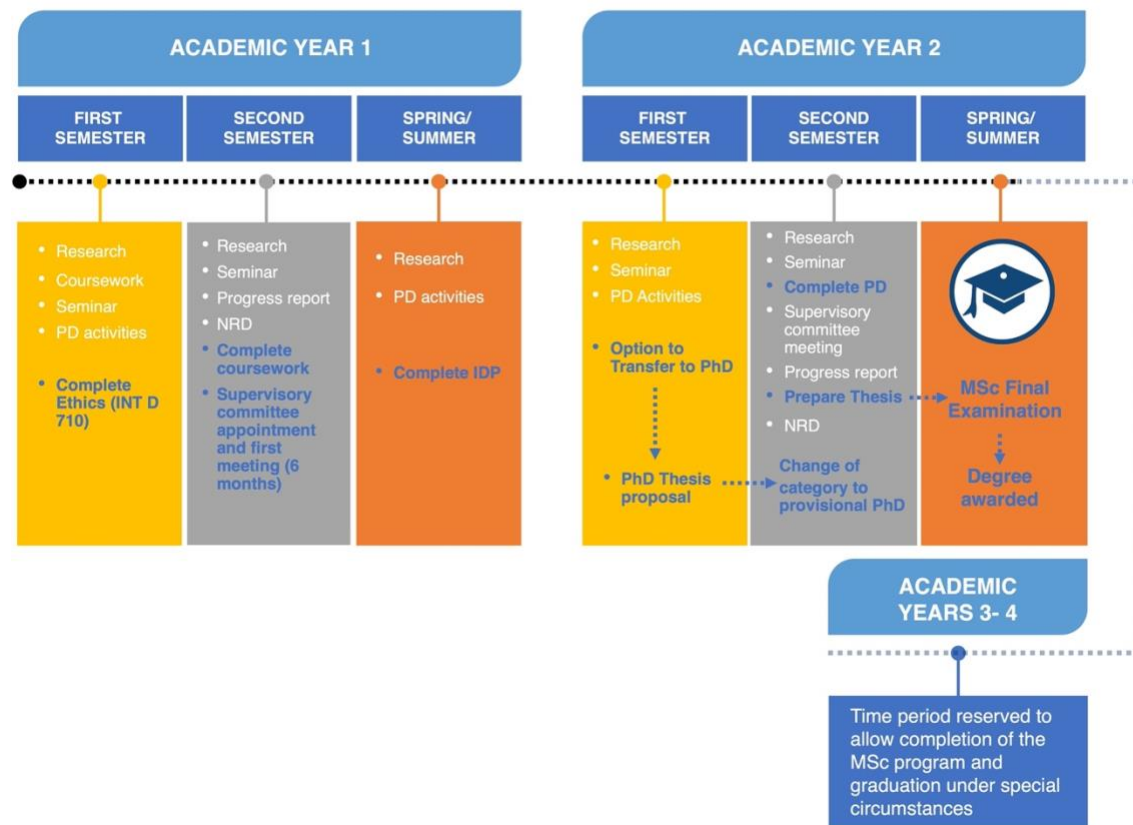 ACADEMIC YEAR 1
FIRST
SEMESTER
SECOND
SEMESTER
SPRING/
SUMMER
• Research
• Coursework
• Seminar
• PD activities
• Complete
Ethics (INT D
710)
• Research
• Seminar
• Progress report
• NRD
• Complete
coursework
• Supervisory
committee
appointment
and first
meeting (6
months)
• Research
• PD activities
• Complete IDP
ACADEMIC YEAR 2
FIRST
SEMESTER
SECOND
SEMESTER
SPRING/
SUMMER
• Research
• Seminar
• PD Activities
• Option to
Transfer to PhD
• PhD Thesis
proposal
• Research
• Seminar
• Complete PD
• Supervisory
committee
meeting
• Progress report
• Prepare Thesis
• NRD
Change of
category to
provisional PhD
MSc Final
Examination
Degree
awarded
ACADEMIC
YEARS 3- 4
Time period reserved to
allow completion of the
MSc program and
graduation under special
circumstances